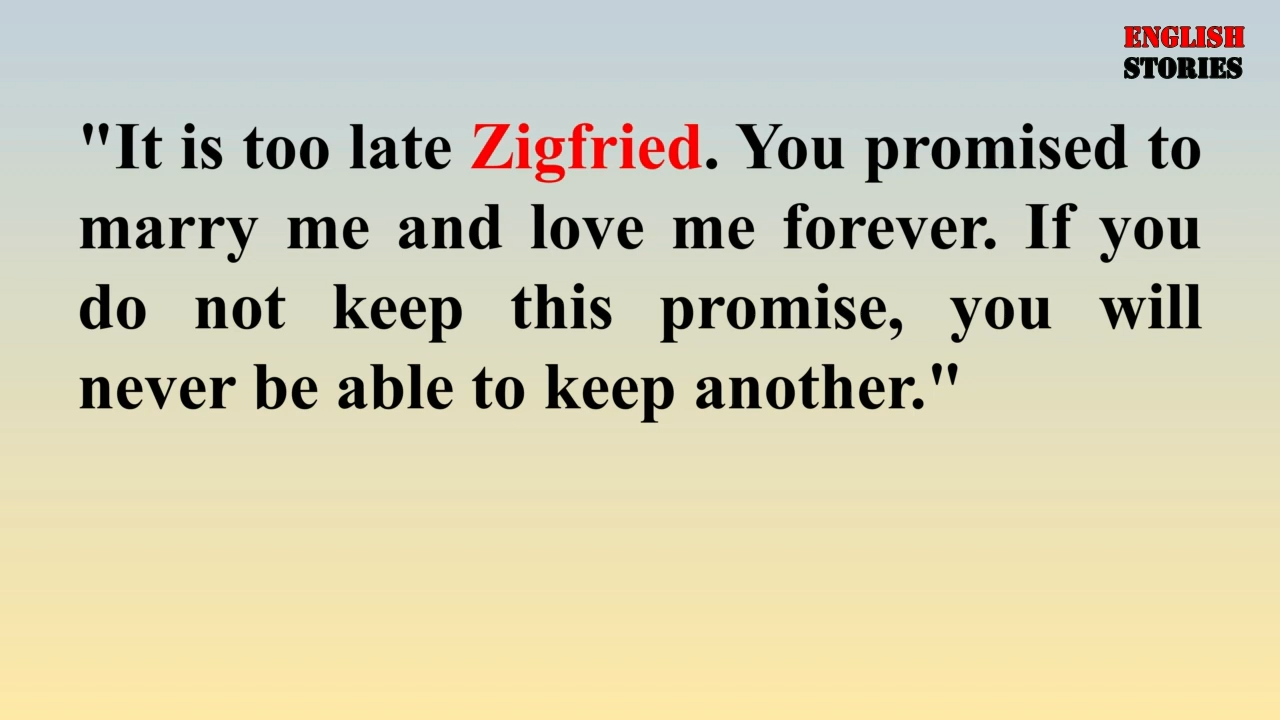 ENGLISH
STORIES
"It is too late Zigfried. You promised to
marry me and love me forever. If you
do not keep this promise, you will
never be able to keep another."